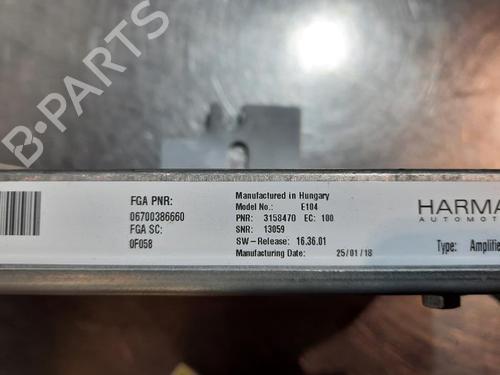 B-PARTS
FGA PNR:
06700386660
FGA SC:
0F058
Manufactured in Hungary
Model No.: E104
PNR: 3158470 EC: 100
SNR: 13059
SW-Release: 16.36.01
Manufacturing Date: 25/01/18
HARMA
AUTOMOT
Type: Amplifie